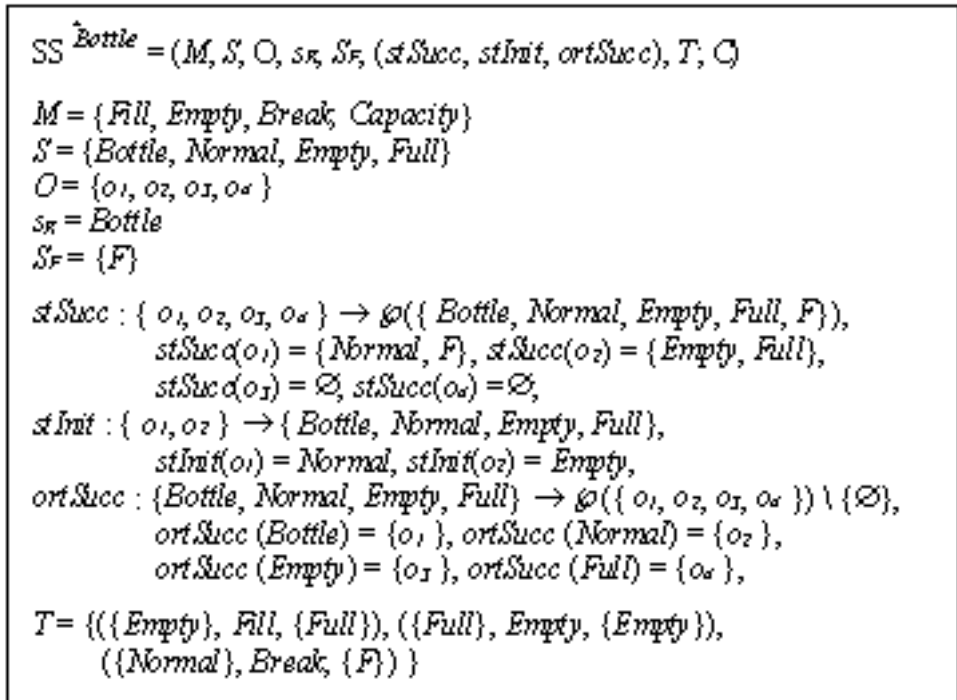 SS ^Bottle = (M, S, O, sR, SF, (stSucc, stInit, ortSucc), T, C)
M = {Fill, Empty, Break, Capacity}
S = {Bottle, Normal, Empty, Full}
O = {o1, o2, o3, o4 }
sR = Bottle
SF = {F}
stSucc : { o1, o2, o3, o4 } → ℘({ Bottle, Normal, Empty, Full, F}),
stSucc(o1) = {Normal, F}, stSucc(o2) = {Empty, Full},
stSucc(o3) = ∅, stSucc(o4) = ∅,
stInit : { o1, o2 } → { Bottle, Normal, Empty, Full},
stInit(o1) = Normal, stInit(o2) = Empty,
ortSucc : {Bottle, Normal, Empty, Full} → ℘({ o1, o2, o3, o4 }) \ {∅},
ortSucc (Bottle) = {o1 }, ortSucc (Normal) = {o2 },
ortSucc (Empty) = {o3 }, ortSucc (Full) = {o4 },
T = {({Empty}, Fill, {Full}), ({Full}, Empty, {Empty}),
({Normal}, Break, {F}) }